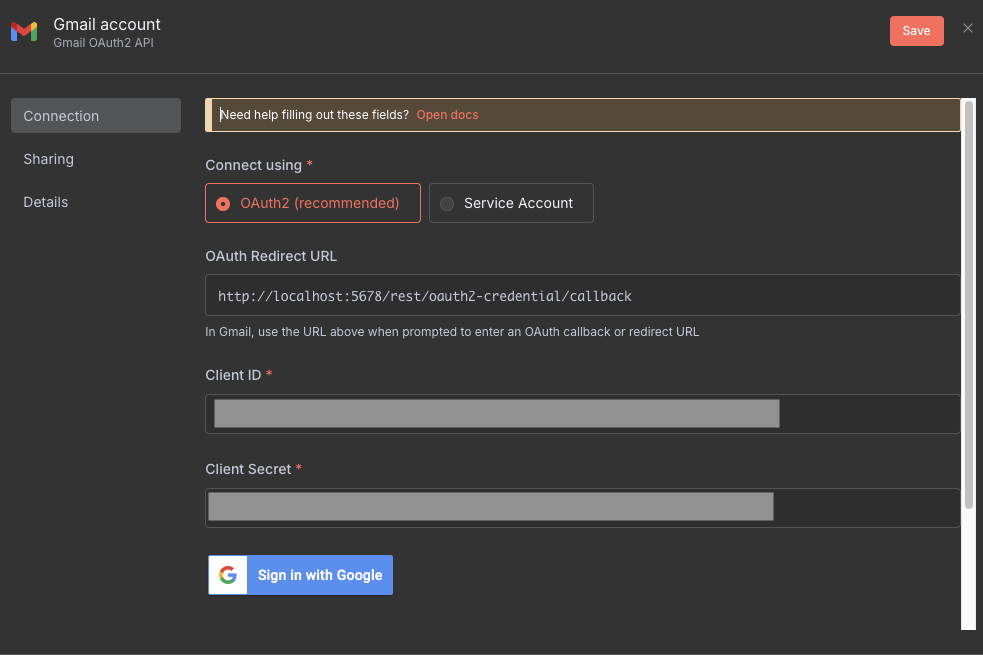 Gmail account
Gmail OAuth2 API
Save
Connection
Sharing
Details
Need help filling out these fields? Open docs
Connect using *
OAuth2 (recommended)
Service Account
OAuth Redirect URL
http://localhost:5678/rest/oauth2-credential/callback
In Gmail, use the URL above when prompted to enter an OAuth callback or redirect URL
Client ID *
Client Secret *
Sign in with Google